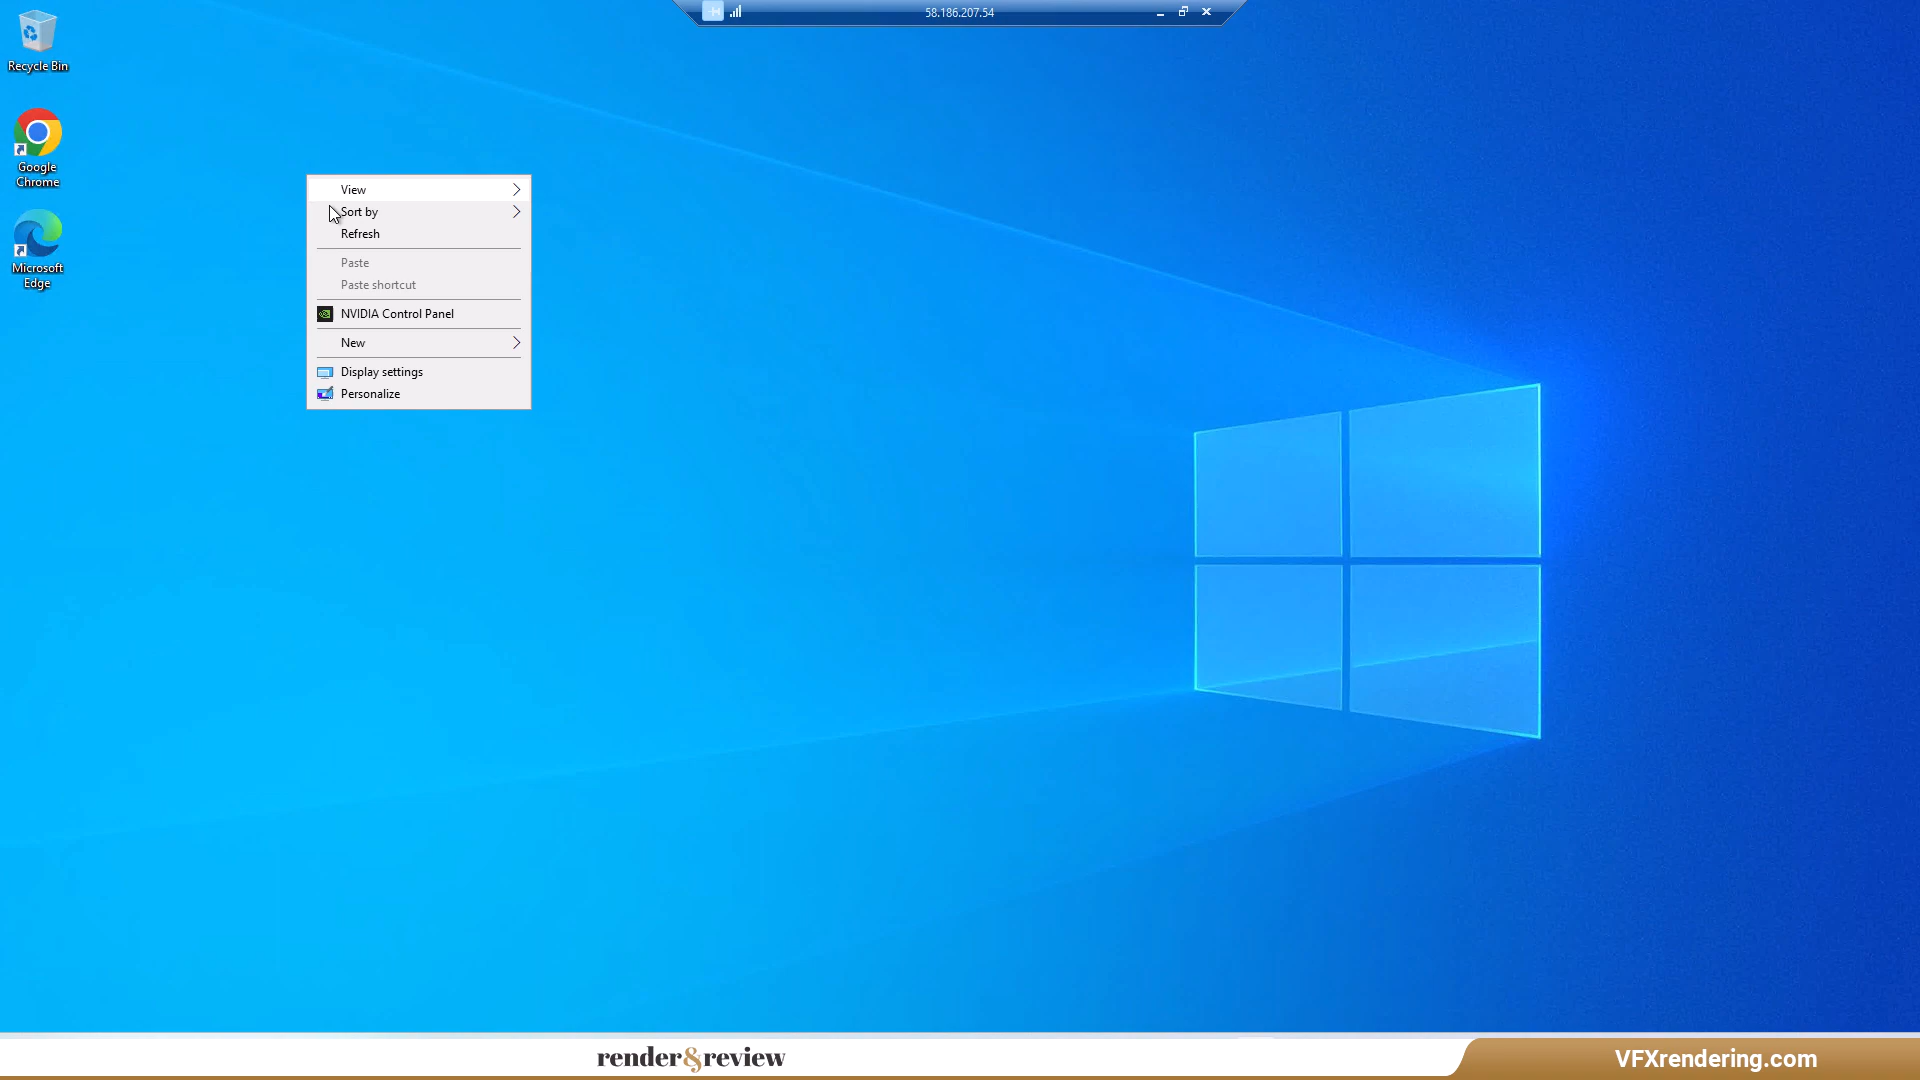 58.186.207.54
Recycle Bin
Google
Chrome
Microsoft
Edge
View
Sort by
Refresh
Paste
Paste shortcut
NVIDIA Control Panel
New
Display settings
Personalize
render&review
VFXrendering.com